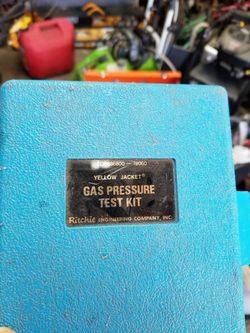 YELLOW JACKET®
GAS PRESSURE
TEST KIT
Ritchie ENGINEERING COMPANY, INC.